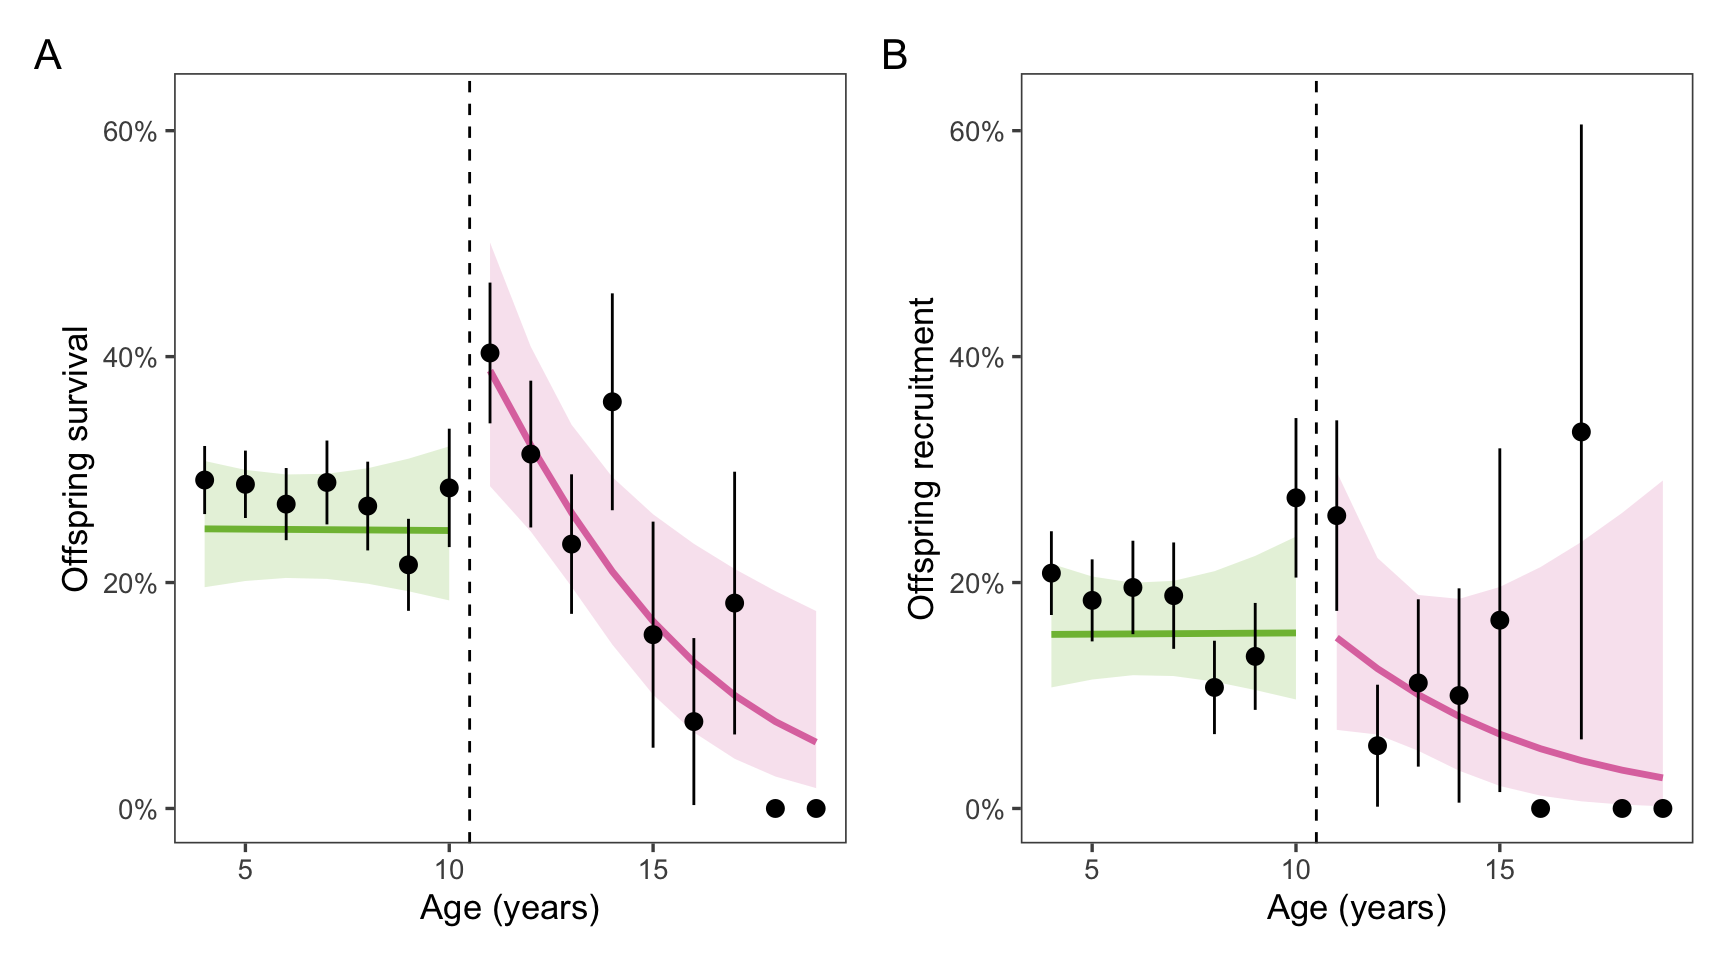 A
60%
40%
20%
0%
Offspring survival
5 10 15
Age (years)
B
60%
40%
20%
0%
Offspring recruitment
5 10 15
Age (years)